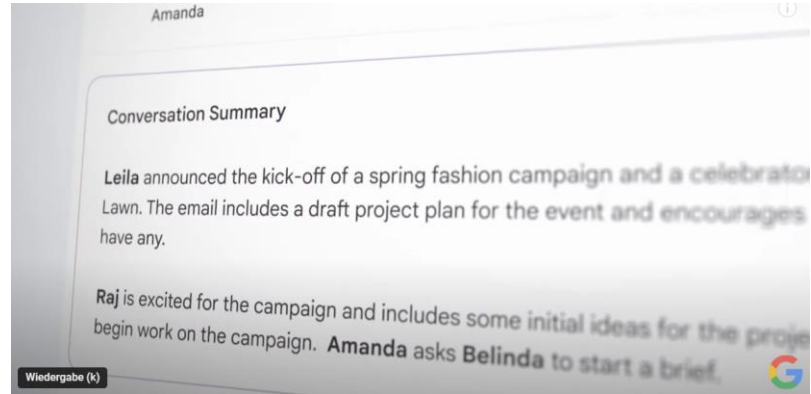 Amanda
Conversation Summary
Leila announced the kick-off of a spring fashion campaign and a celebrator
Lawn. The email includes a draft project plan for the event and encourages
have any.
Raj is excited for the campaign and includes some initial ideas for the proje
begin work on the campaign. Amanda asks Belinda to start a brief.
Wiedergabe (k)